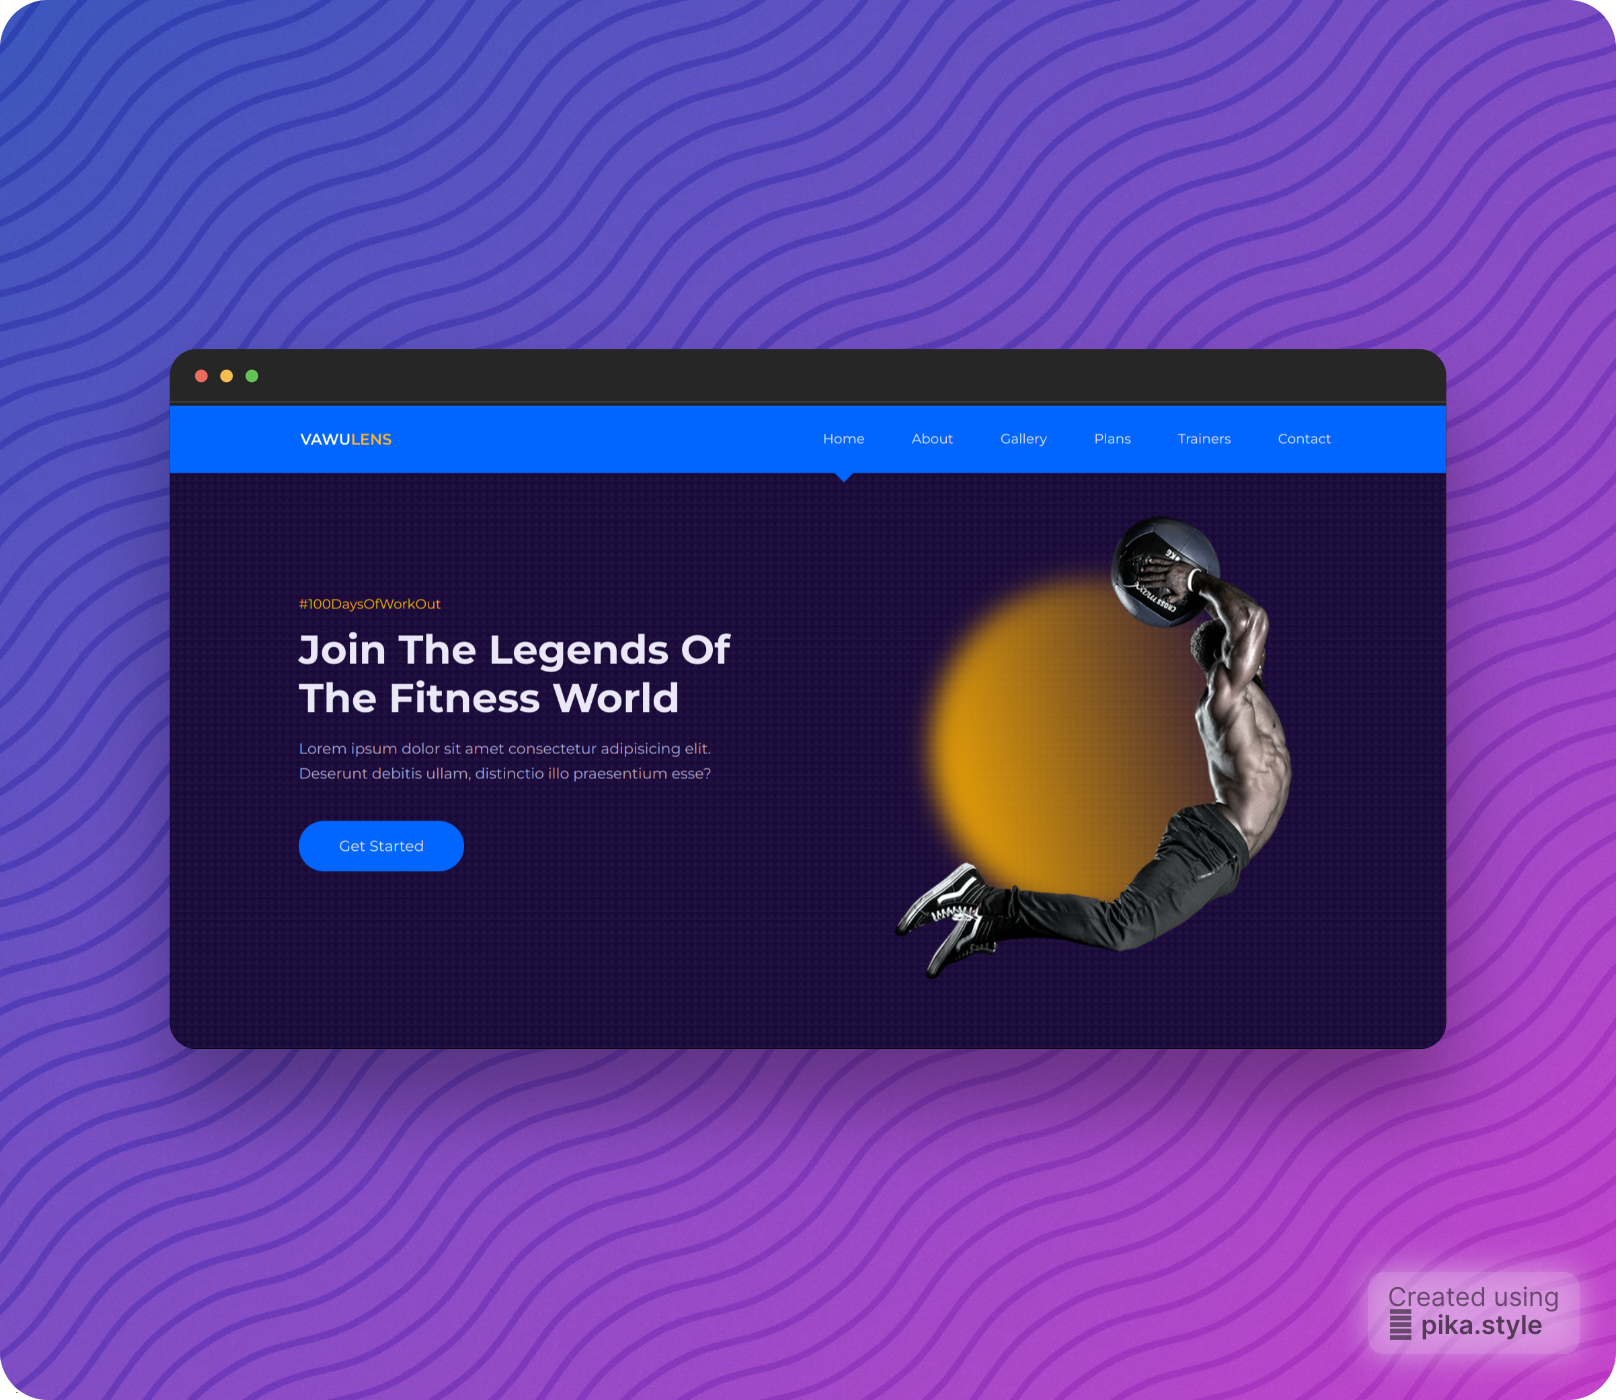 VAWULENS
Home About Gallery Plans Trainers Contact
#100DaysOfWorkOut
Join The Legends Of
The Fitness World
Lorem ipsum dolor sit amet consectetur adipisicing elit.
Deserunt debitis ullam, distinctio illo praesentium esse?
Get Started
KG
Created using
pika.style